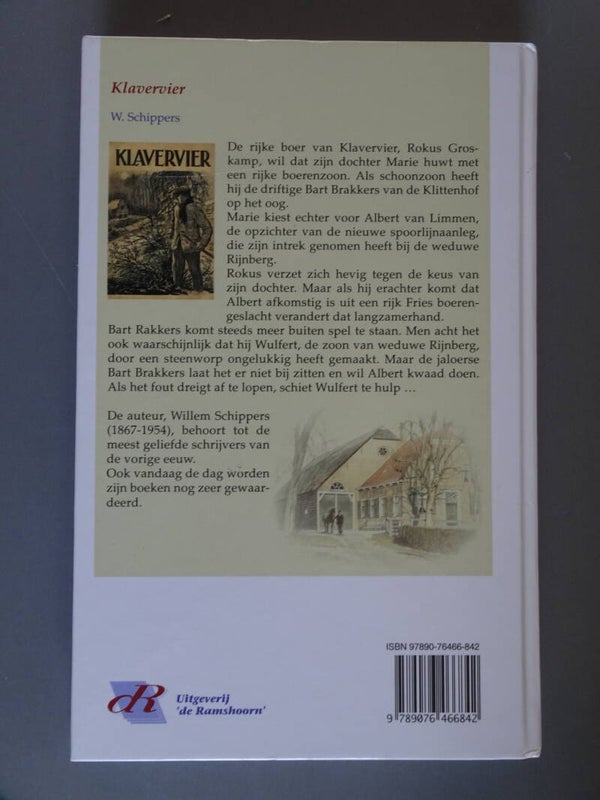 Klavervier
W. Schippers
KLAVERVIER
De rijke boer van Klavervier, Rokus Gros-
kamp, wil dat zijn dochter Marie huwt met
een rijke boerenzoon. Als schoonzoon heeft
hij de driftige Bart Brakkers van de Klittenhof
op het oog.
Marie kiest echter voor Albert van Limmen,
de opzichter van de nieuwe spoorlijnaanleg,
die zijn intrek genomen heeft bij de weduwe
Rijnberg.
Rokus verzet zich hevig tegen de keus van
zijn dochter. Maar als hij erachter komt dat
Albert afkomstig is uit een rijk Fries boeren-
geslacht verandert dat langzamerhand.
Bart Rakkers komt steeds meer buiten spel te staan. Men acht het
ook waarschijnlijk dat hij Wulfert, de zoon van weduwe Rijnberg,
door een steenworp ongelukkig heeft gemaakt. Maar de jaloerse
Bart Brakkers laat het er niet bij zitten en wil Albert kwaad doen.
Als het fout dreigt af te lopen, schiet Wulfert te hulp ...
De auteur, Willem Schippers
(1867-1954), behoort tot de
meest geliefde schrijvers van
de vorige eeuw.
Ook vandaag de dag worden
zijn boeken nog zeer gewaar-
deerd.
ISBN 97890-76466-842
9 789076 466842
dR
Uitgeverij
'de Ramshoorn'